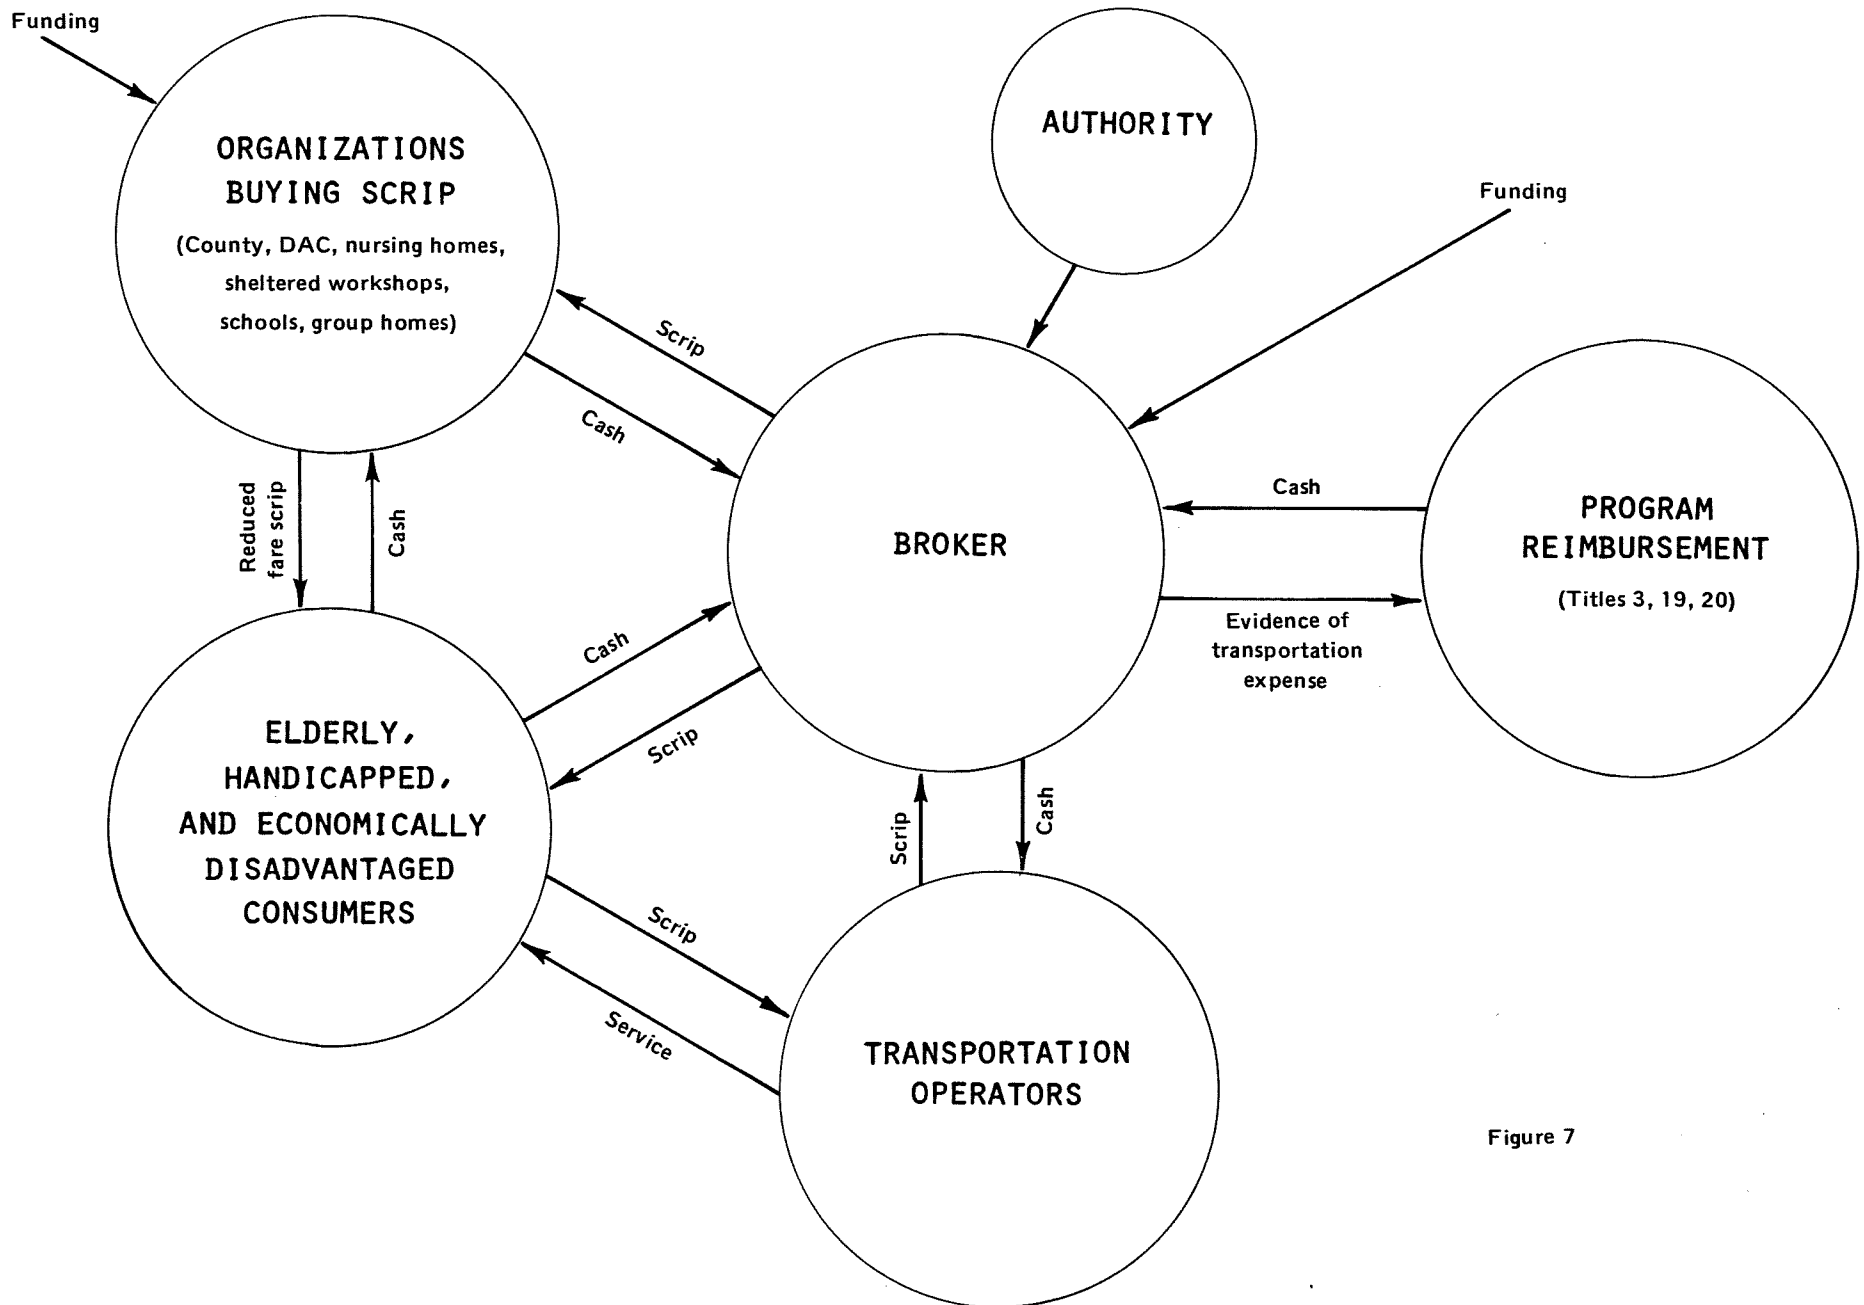 Funding
ORGANIZATIONS
BUYING SCRIP
(County, DAC, nursing homes,
sheltered workshops,
schools, group homes)
AUTHORITY
Funding
Scrip
Cash
Reduced
fare scrip
Cash
BROKER
Cash
Evidence of
transportation
expense
PROGRAM
REIMBURSEMENT
(Titles 3, 19, 20)
Cash
Scrip
ELDERLY,
HANDICAPPED,
AND ECONOMICALLY
DISADVANTAGED
CONSUMERS
Scrip
Cash
Scrip
Service
TRANSPORTATION
OPERATORS
Figure 7